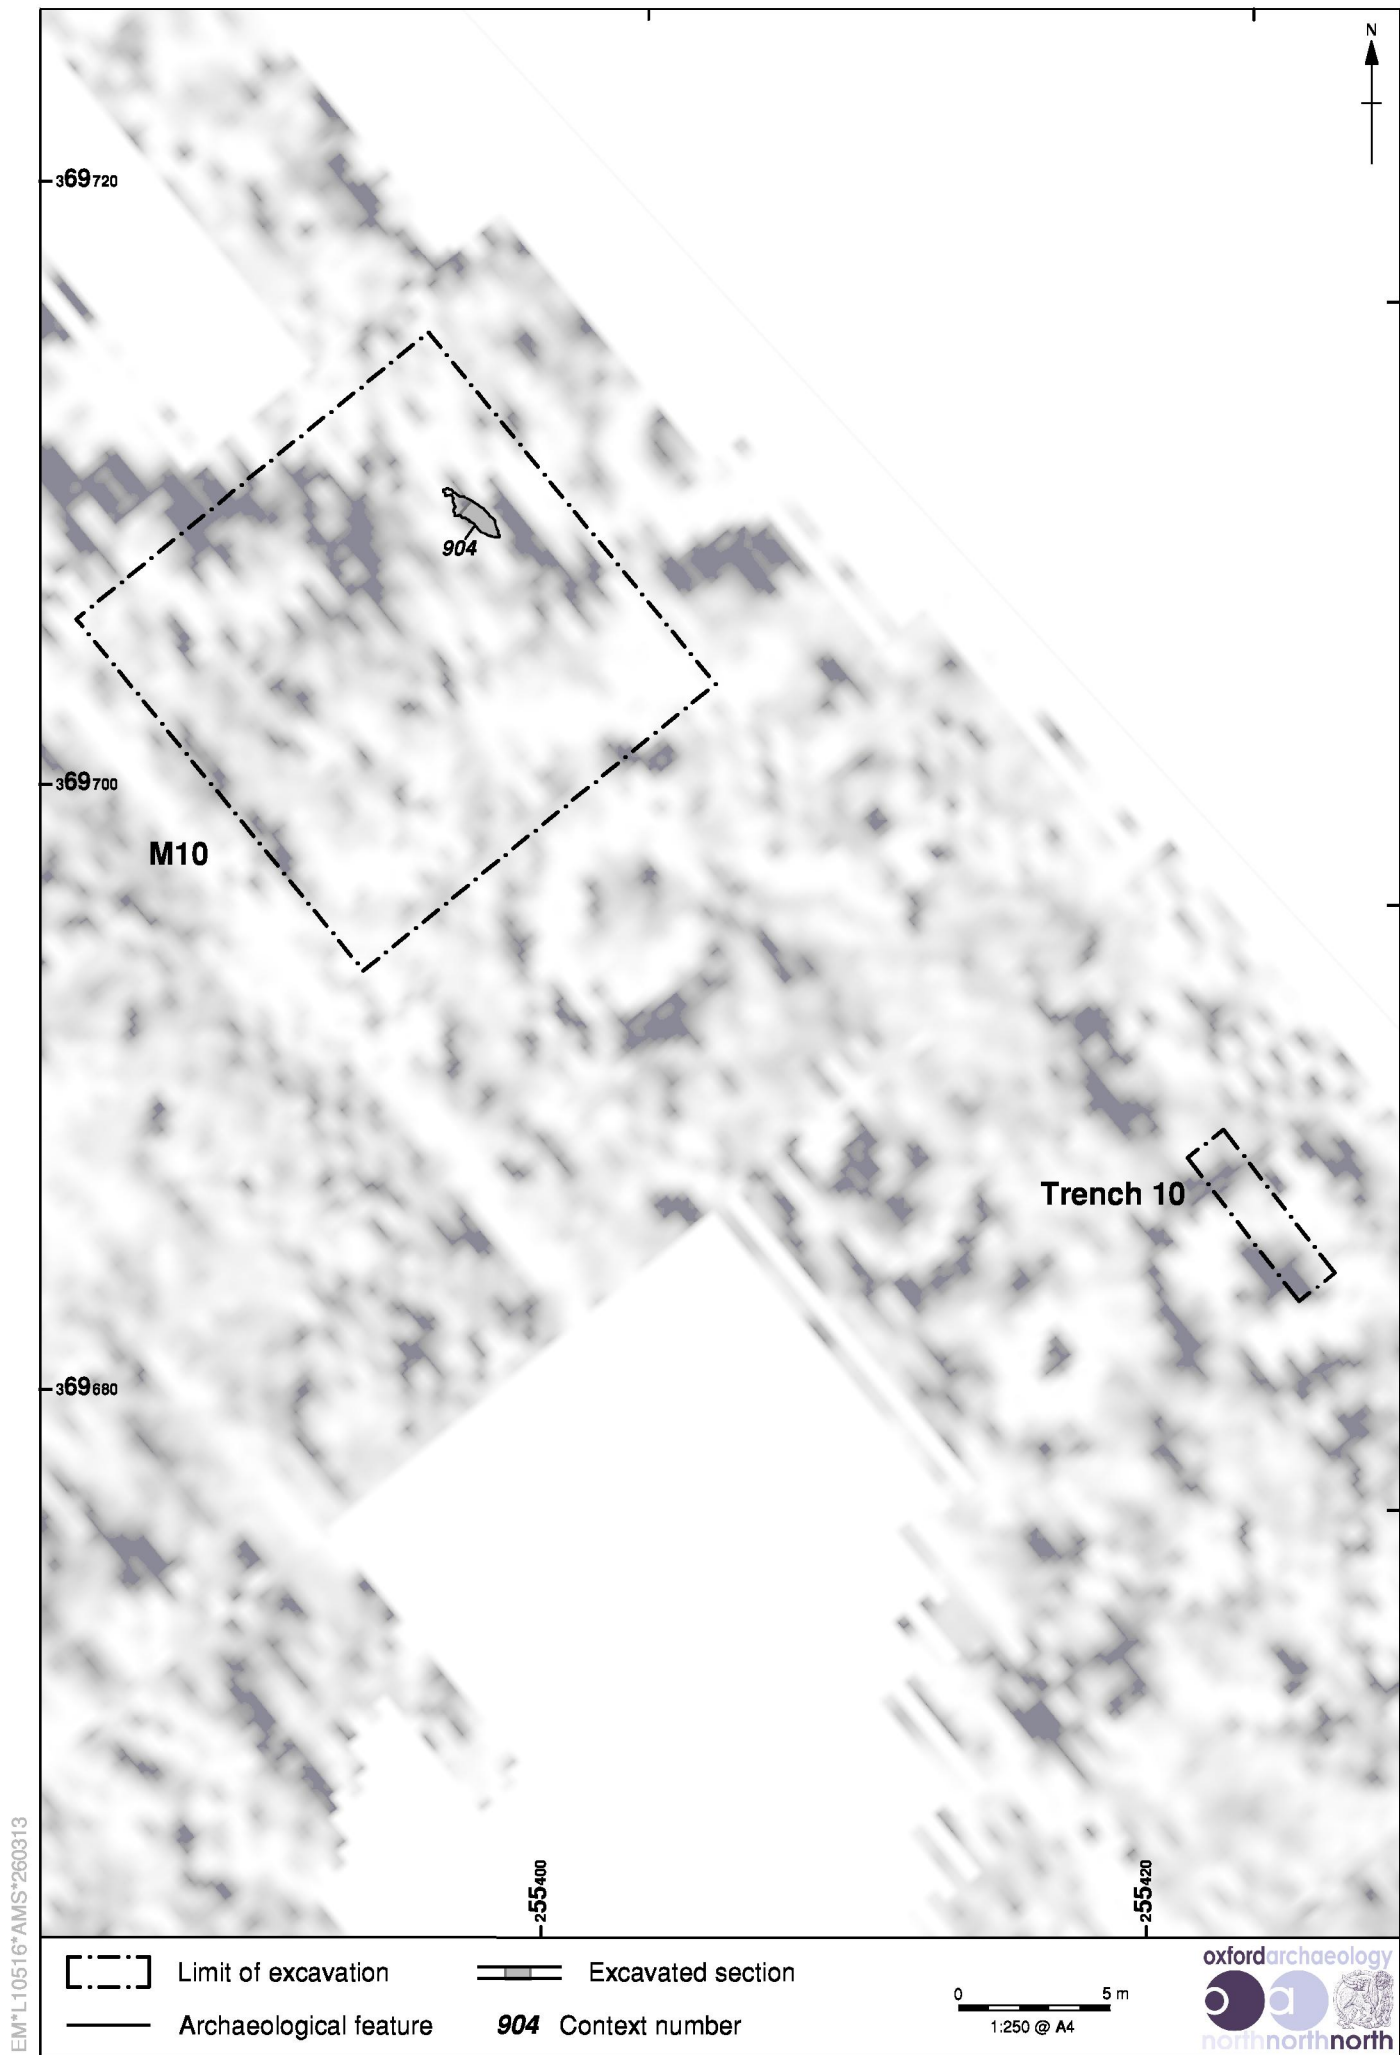 N
369720
904
369700
M10
Trench 10
369680
255400
255420
EM*L10516*AMS*260313
Limit of excavation
Excavated section
Archaeological feature
904 Context number
0 5 m
1:250 @ A4
oxfordarchaeology
oa
northnorthnorth